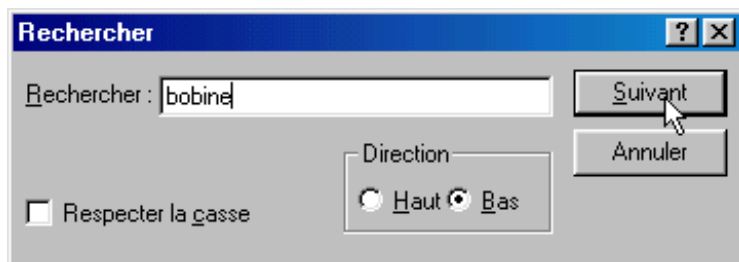 Rechercher
Rechercher : bobine
Suivant
Direction
Annuler
Haut Bas
Respecter la casse